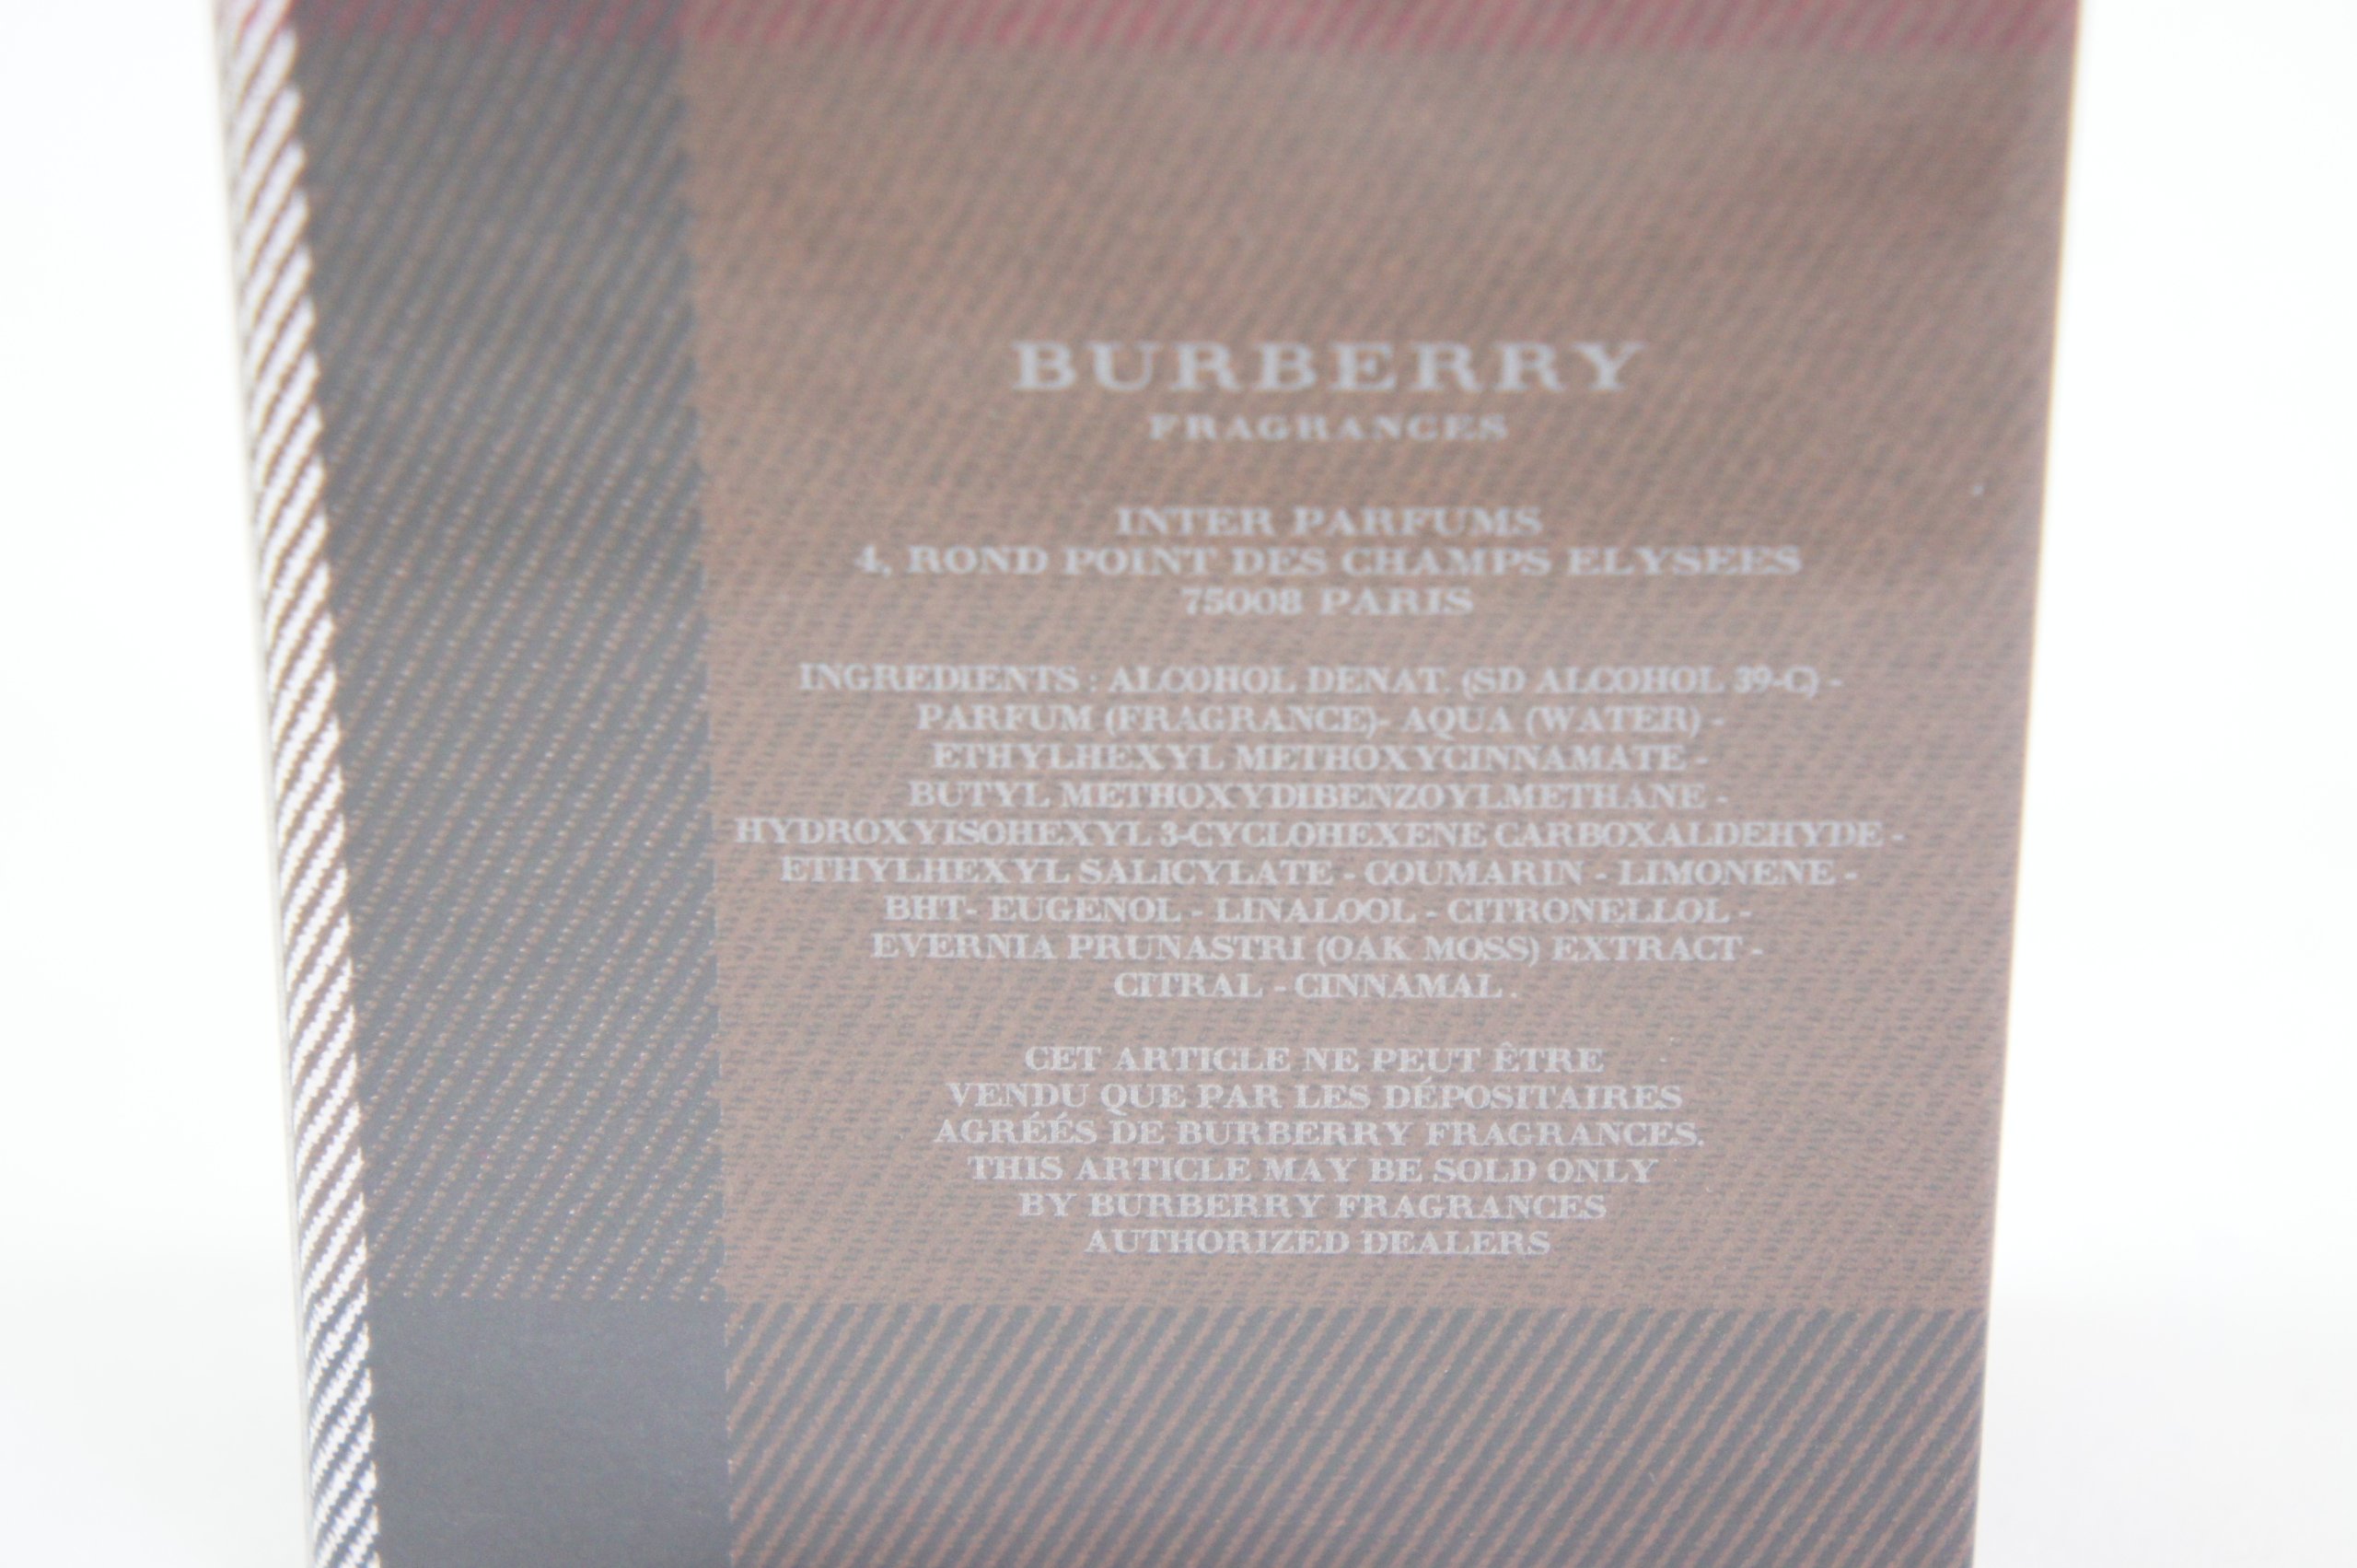 BURBERRY
FRAGRANCES
INTER PARFUMS
4, ROND POINT DES CHAMPS ELYSEES
75008 PARIS
INGREDIENTS : ALCOHOL DENAT. (SD ALCOHOL 39-C) -
PARFUM (FRAGRANCE)- AQUA (WATER) -
ETHYLHEXYL METHOXYCINNAMATE -
BUTYL METHOXYDIBENZOYLMETHANE -
HYDROXYISOHEXYL 3-CYCLOHEXENE CARBOXALDEHYDE -
ETHYLHEXYL SALICYLATE - COUMARIN - LIMONENE -
BHT- EUGENOL - LINALOOL - CITRONELLOL -
EVERNIA PRUNASTRI (OAK MOSS) EXTRACT -
CITRAL - CINNAMAL .
CET ARTICLE NE PEUT ÊTRE
VENDU QUE PAR LES DÉPOSITAIRES
AGRÉÉS DE BURBERRY FRAGRANCES.
THIS ARTICLE MAY BE SOLD ONLY
BY BURBERRY FRAGRANCES
AUTHORIZED DEALERS